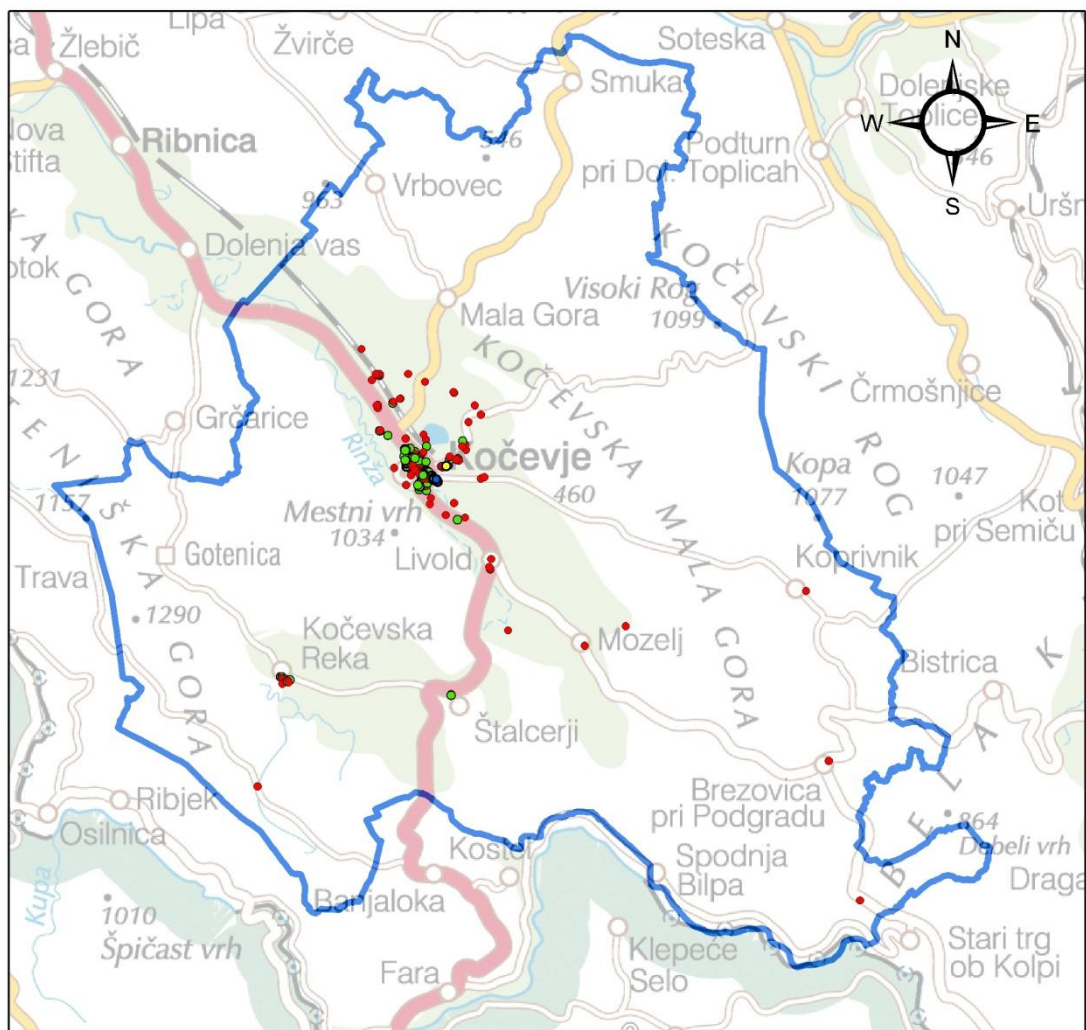 Lipa
Žvirče
Žlebič
Soteska
Smuka
N
Dolenjske
Toplice
W
E
546
S
Nova
Štifta
Ribnica
546
Podturn
pri Dol. Toplicah
Vrbovec
963
Dolenja vas
KOČEVSKI ROG
Visoki Rog
1099
Mala Gora
GORA
1231
KOČEVSKA MALA GORA
Črmošnjice
Grčarice
Rinža
Kočevje
460
Kopa
1077
1047
Kot
pri Semiču
1157
Mestni vrh
1034
Gotenica
Livold
Koprivnik
Trava
1290
GORA
Kočevska
Reka
Mozelj
Bistrica
Štalcerji
Brezovica
pri Podgradu
Ribjek
Osilnica
864
Debeli vrh
Kostel
Spodnja
Bilpa
Draga
Kupa
Banjaloka
1010
Špičast vrh
Klepeče
Selo
Stari trg
ob Kolpi
Fara